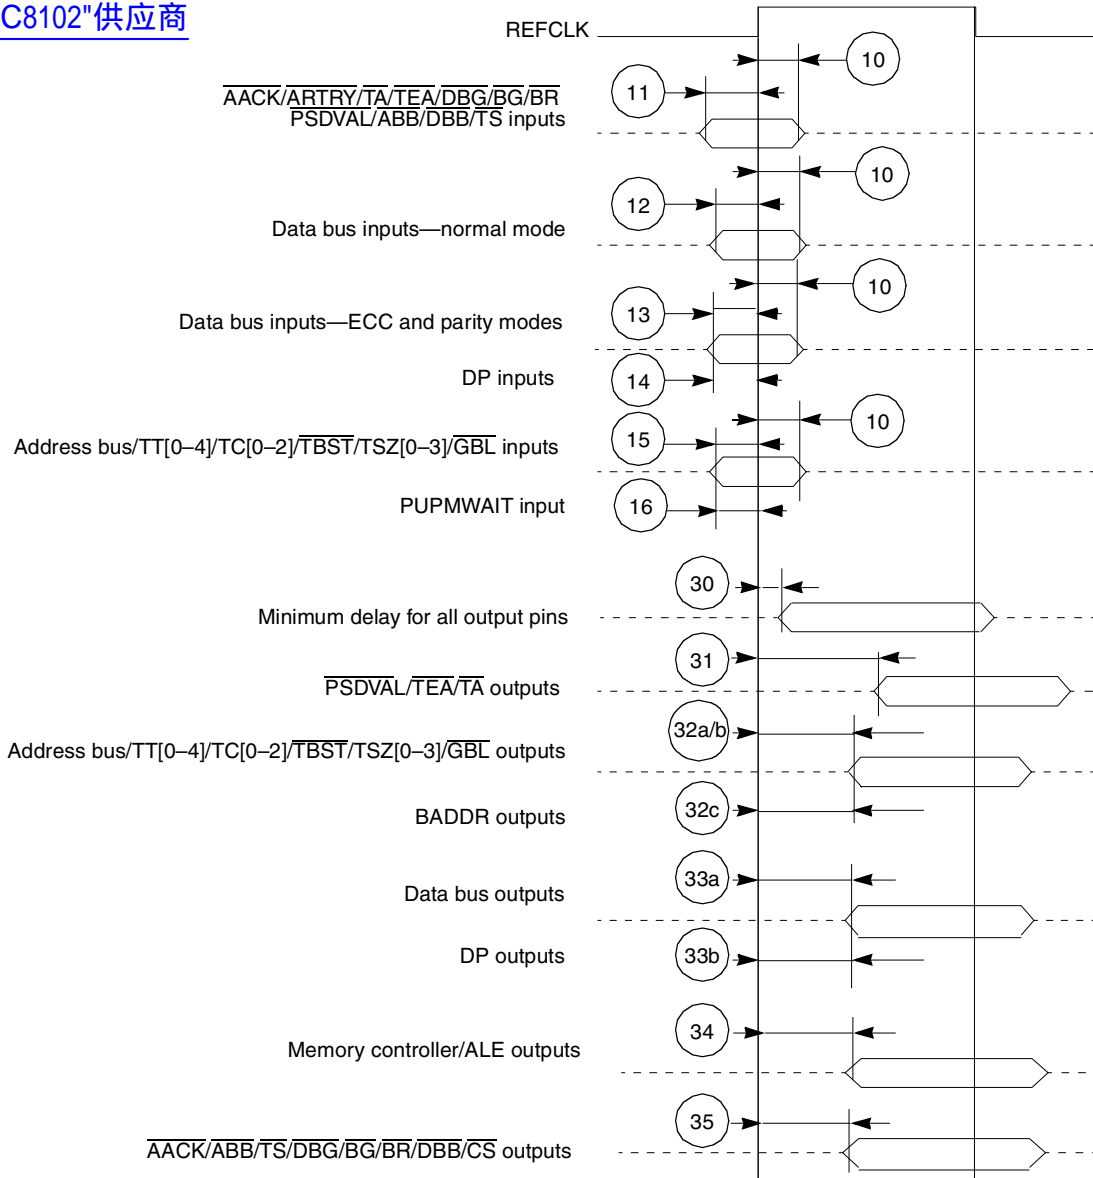 C8102"供应商
REFCLK
10
11
AACK/ARTRY/TA/TEA/DBG/BG/BR
PSDVAL/ABB/DBB/TS inputs
10
12
Data bus inputs—normal mode
10
13
Data bus inputs—ECC and parity modes
DP inputs
14
10
15
Address bus/TT[0–4]/TC[0–2]/TBST/TSZ[0–3]/GBL inputs
PUPMWAIT input
16
30
Minimum delay for all output pins
31
PSDVAL/TEA/TA outputs
32a/b
Address bus/TT[0–4]/TC[0–2]/TBST/TSZ[0–3]/GBL outputs
BADDR outputs
32c
33a
Data bus outputs
DP outputs
33b
34
Memory controller/ALE outputs
35
AACK/ABB/TS/DBG/BG/BR/DBB/CS outputs